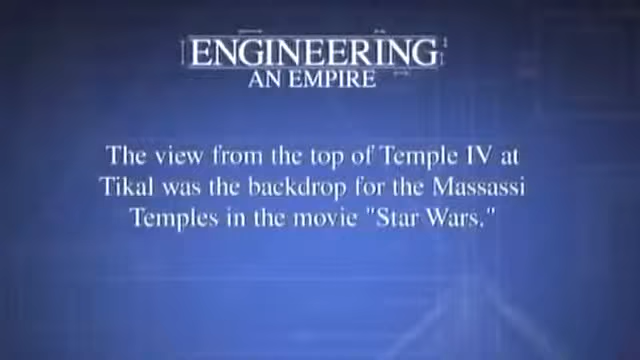 ENGINEERING
AN EMPIRE
The view from the top of Temple IV at
Tikal was the backdrop for the Massassi
Temples in the movie "Star Wars."